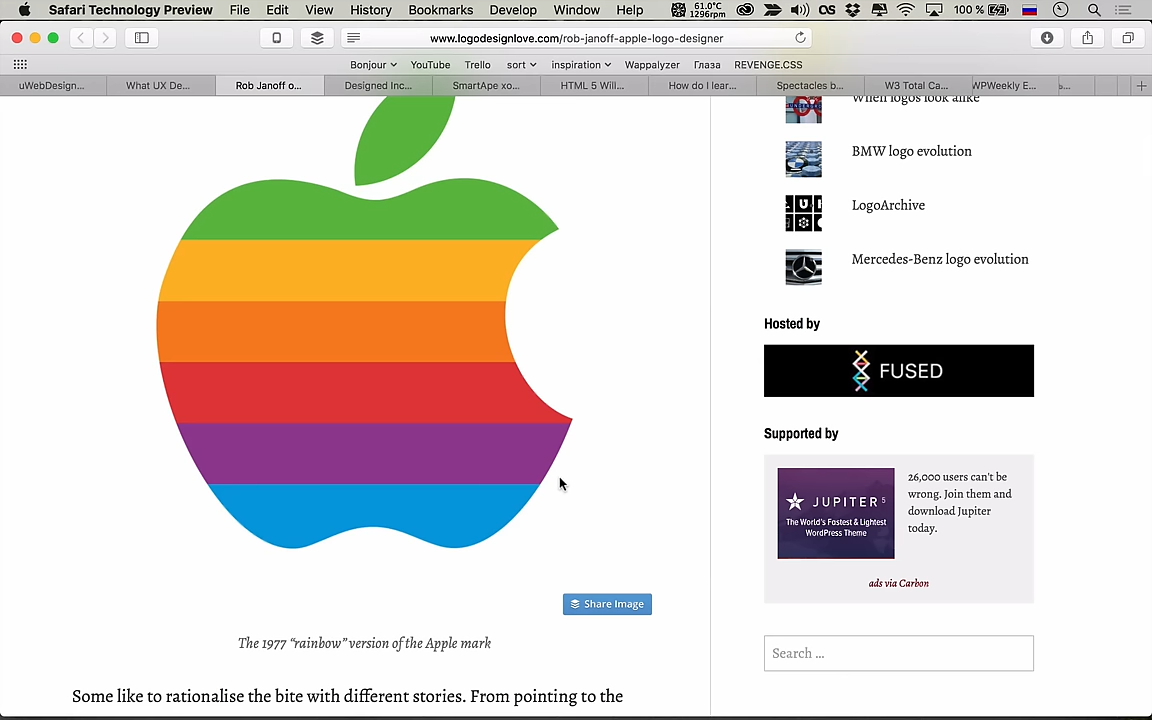 Safari Technology Preview File Edit View History Bookmarks Develop Window Help 61.0°C 1296rpm 100 %
www.logodesignlove.com/rob-janoff-apple-logo-designer
Bonjour YouTube Trello sort inspiration Wappalyzer Глаза REVENGE.CSS
uWebDesign... What UX De... Rob Janoff o... Designed Inc... SmartApe хо... HTML 5 Will... How do I lear... Spectacles b... W3 Total Ca... WPWeekly E...
When logos look alike
BMW logo evolution
LogoArchive
Mercedes-Benz logo evolution
Hosted by
FUSED
Supported by
JUPITER 5
The World's Fastest & Lightest
WordPress Theme
26,000 users can't be
wrong. Join them and
download Jupiter
today.
ads via Carbon
Share Image
The 1977 “rainbow” version of the Apple mark
Search ...
Some like to rationalise the bite with different stories. From pointing to the